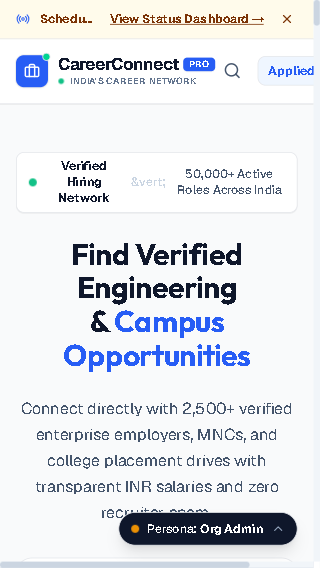 Schedu... View Status Dashboard → ×
CareerConnect PRO
INDIA'S CAREER NETWORK
Applied
Verified
Hiring
Network
&vert;
50,000+ Active
Roles Across India
Find Verified
Engineering
& Campus
Opportunities
Connect directly with 2,500+ verified
enterprise employers, MNCs, and
college placement drives with
transparent INR salaries and zero
recruiter spam.
Persona: Org Admin